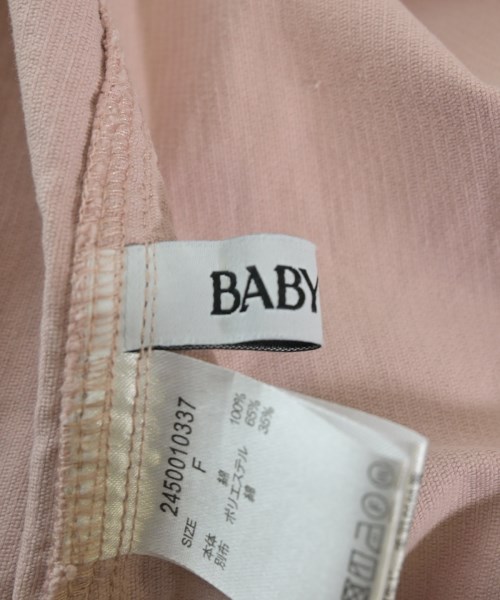 BABY
2450010337
SIZE F
本体 綿 100%
別布 ポリエステル 65%
綿 35%